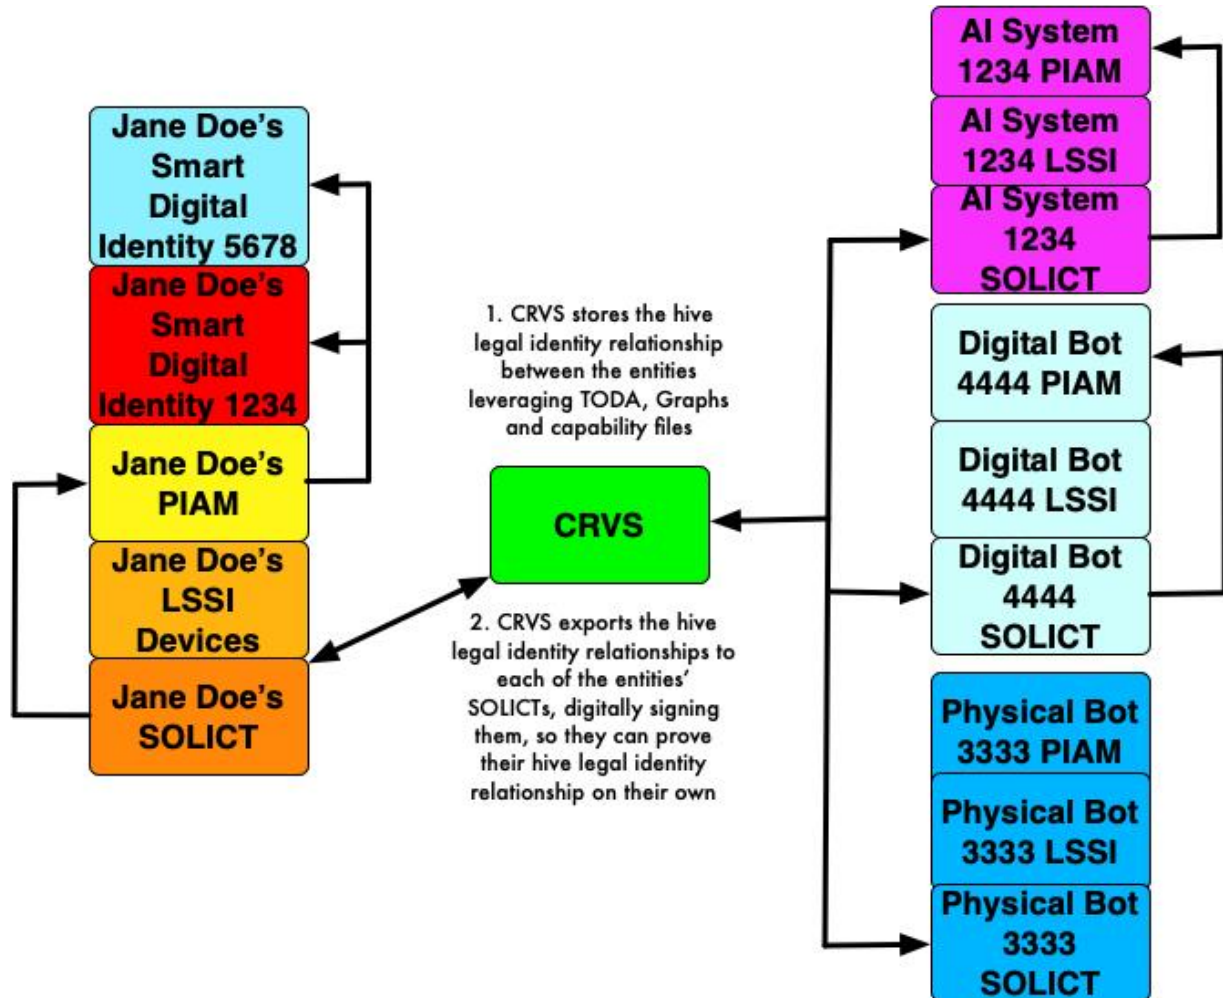 Jane Doe's
Smart
Digital
Identity 5678
Jane Doe's
Smart
Digital
Identity 1234
Jane Doe's
PIAM
Jane Doe's
LSSI
Devices
Jane Doe's
SOLICT
1. CRVS stores the hive
legal identity relationship
between the entities
leveraging TODA, Graphs
and capability files
CRVS
2. CRVS exports the hive
legal identity relationships to
each of the entities'
SOLICTs, digitally signing
them, so they can prove
their hive legal identity
relationship on their own
AI System
1234 PIAM
AI System
1234 LSSI
AI System
1234
SOLICT
Digital Bot
4444 PIAM
Digital Bot
4444 LSSI
Digital Bot
4444
SOLICT
Physical Bot
3333 PIAM
Physical Bot
3333 LSSI
Physical Bot
3333
SOLICT